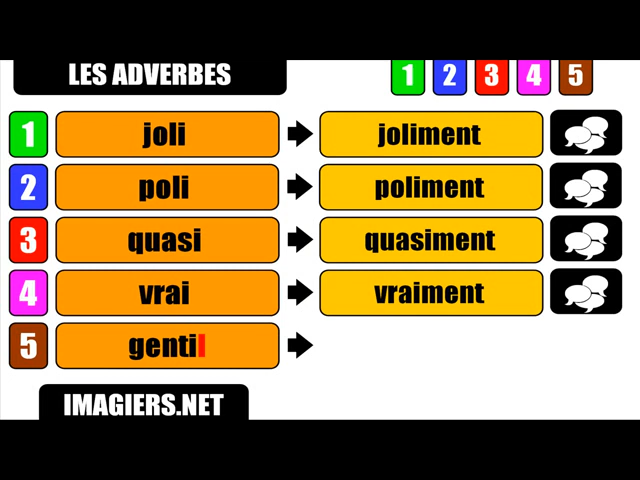 LES ADVERBES
1 2 3 4 5
1 joli joliment
2 poli poliment
3 quasi quasiment
4 vrai vraiment
5 gentil
IMAGIERS.NET